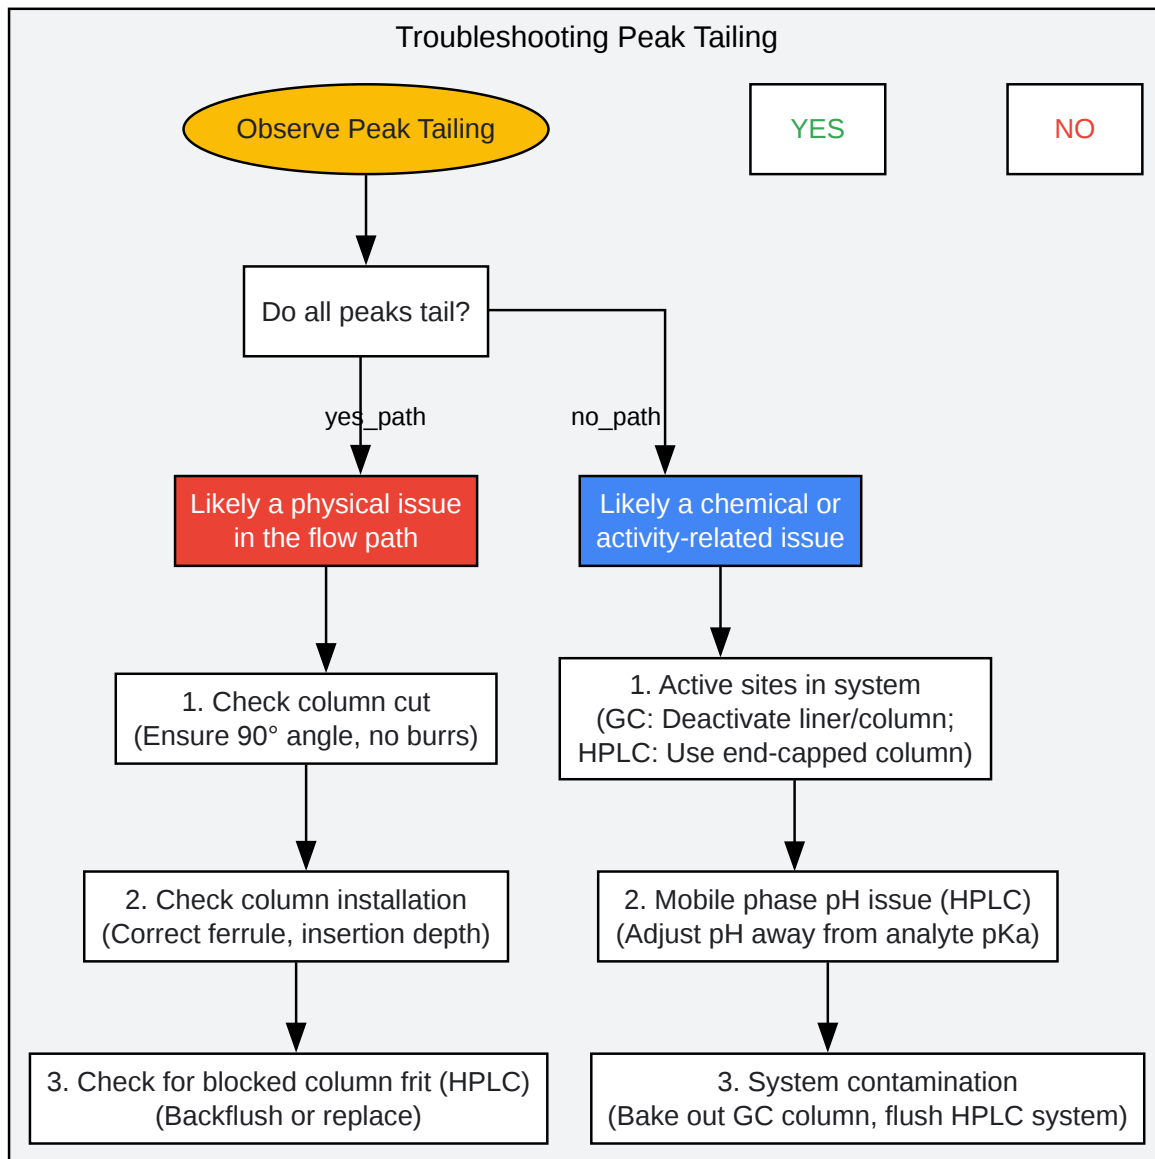 Troubleshooting Peak Tailing
Observe Peak Tailing
YES
NO
Do all peaks tail?
yes_path
no_path
Likely a physical issue
in the flow path
Likely a chemical or
activity-related issue
1. Check column cut
(Ensure 90° angle, no burrs)
1. Active sites in system
(GC: Deactivate liner/column;
HPLC: Use end-capped column)
2. Check column installation
(Correct ferrule, insertion depth)
2. Mobile phase pH issue (HPLC)
(Adjust pH away from analyte pKa)
3. Check for blocked column frit (HPLC)
(Backflush or replace)
3. System contamination
(Bake out GC column, flush HPLC system)